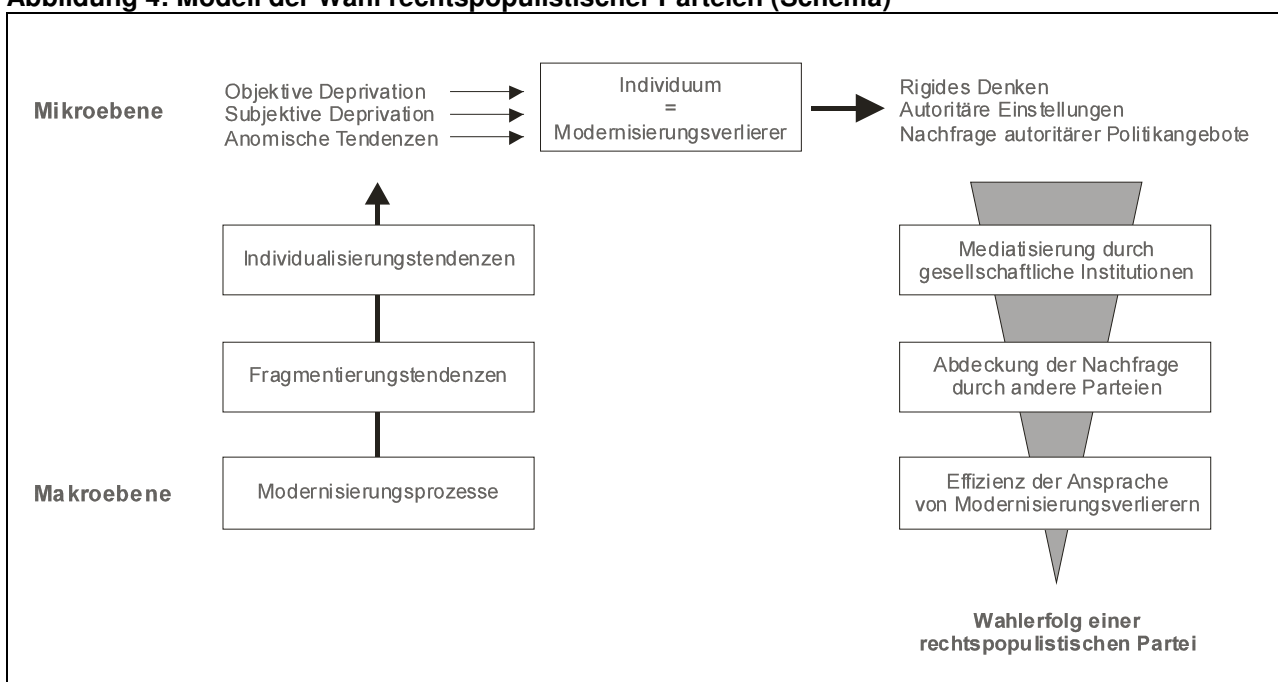 Abbildung 4: Modell der Wahl rechtspopulistischer Parteien (Schema)
Mikroebene
Objektive Deprivation
Subjektive Deprivation
Anomische Tendenzen
Individuum
=
Modernisierungsverlierer
Rigides Denken
Autoritäre Einstellungen
Nachfrage autoritärer Politikangebote
Individualisierungstendenzen
Mediatisierung durch
gesellschaftliche Institutionen
Fragmentierungstendenzen
Abdeckung der Nachfrage
durch andere Parteien
Makroebene
Modernisierungsprozesse
Effizienz der Ansprache
von Modernisierungsverlierern
Wahlerfolg einer
rechtspopulistischen Partei